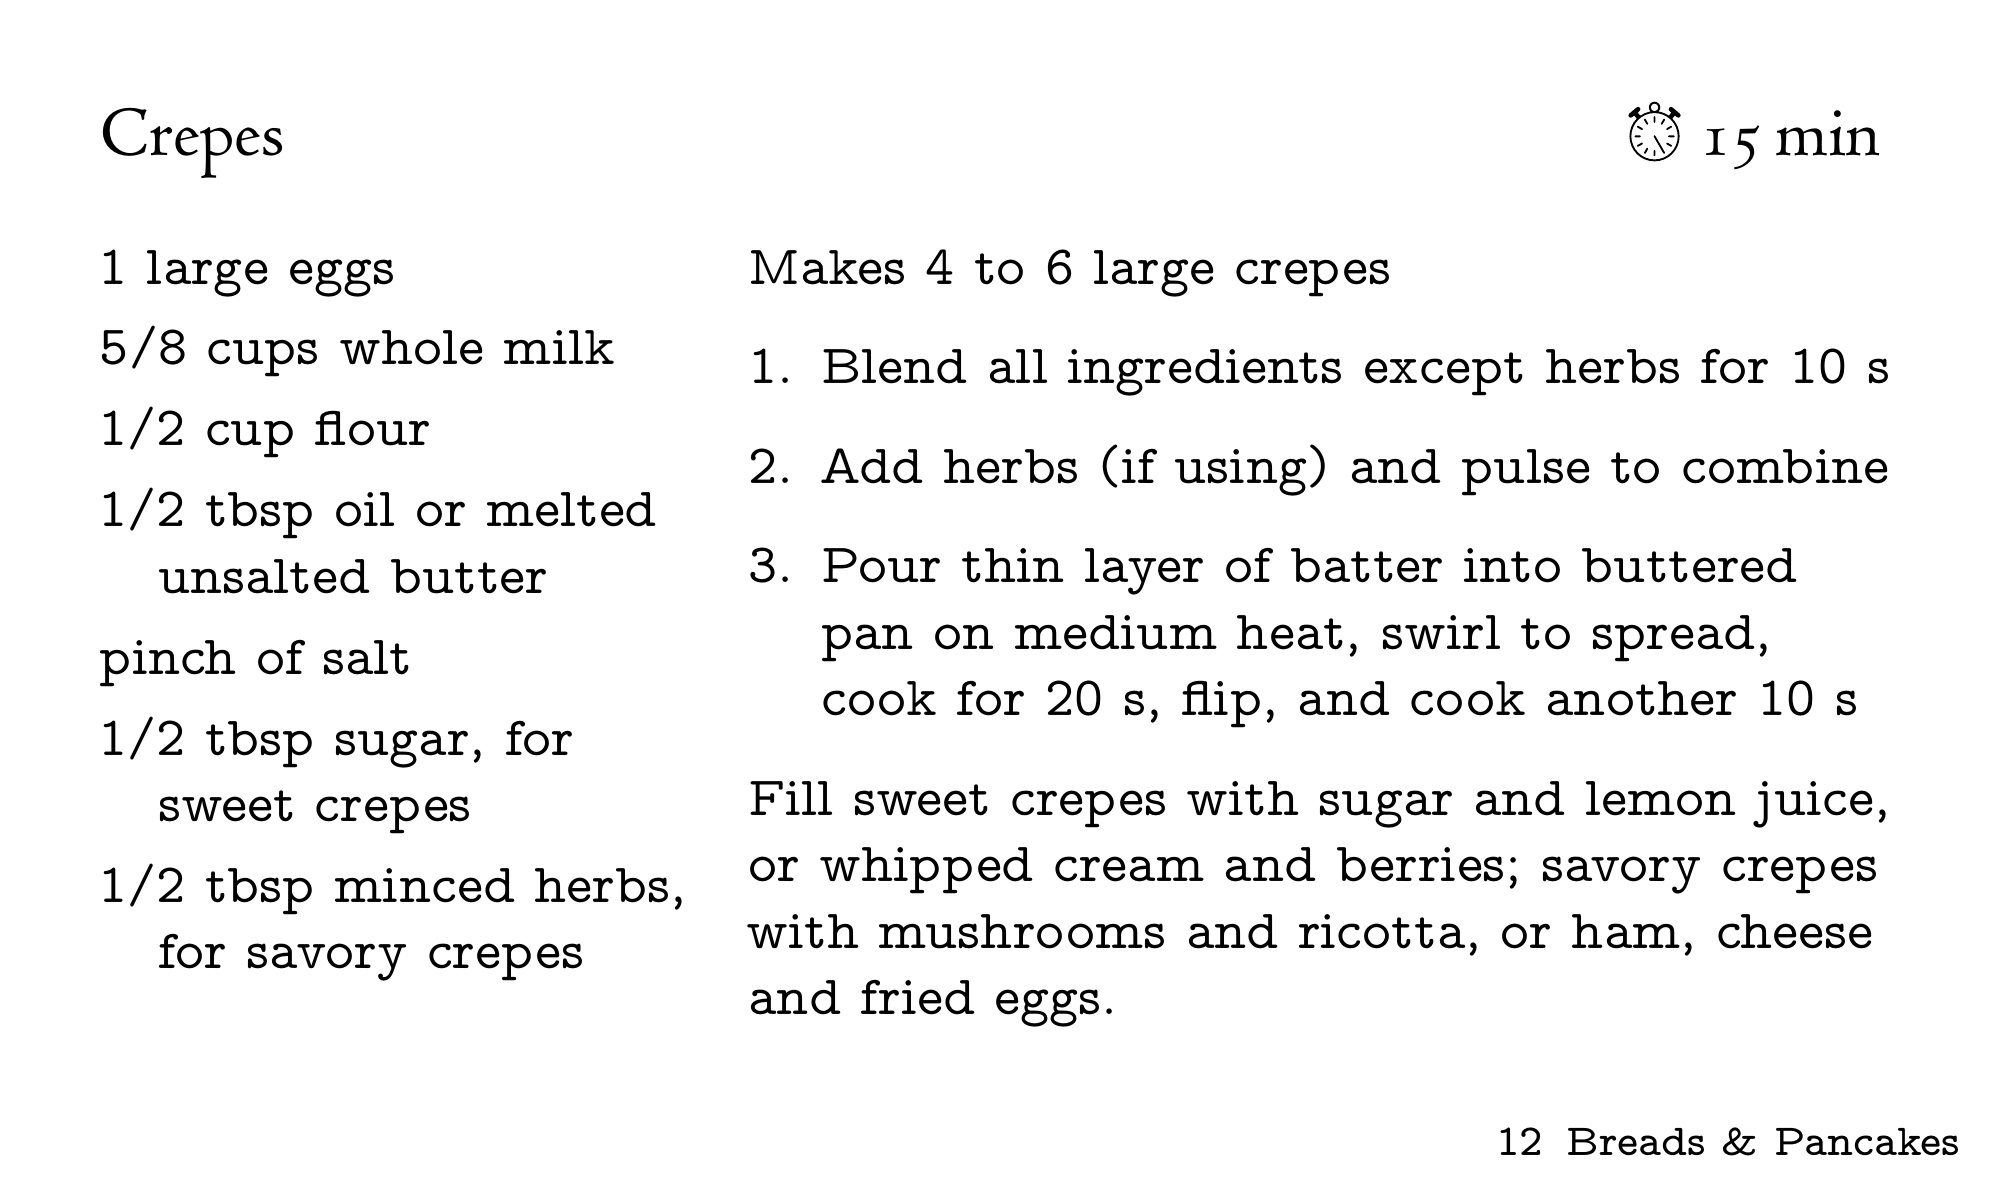 Crepes
15 min
1 large eggs
5/8 cups whole milk
1/2 cup flour
1/2 tbsp oil or melted
unsalted butter
pinch of salt
1/2 tbsp sugar, for
sweet crepes
1/2 tbsp minced herbs,
for savory crepes
Makes 4 to 6 large crepes
1. Blend all ingredients except herbs for 10 s
2. Add herbs (if using) and pulse to combine
3. Pour thin layer of batter into buttered
pan on medium heat, swirl to spread,
cook for 20 s, flip, and cook another 10 s
Fill sweet crepes with sugar and lemon juice,
or whipped cream and berries; savory crepes
with mushrooms and ricotta, or ham, cheese
and fried eggs.
12 Breads & Pancakes